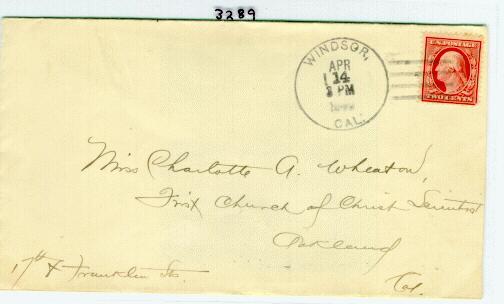 3289
WINDSOR,
APR
14
PM
CAL.
U.S. POSTAGE
TWO CENTS
Miss Charlotte A. Wheaton,
First Church of Christ Scientist
Oakland
17th & Franklin Sts.
Cal.